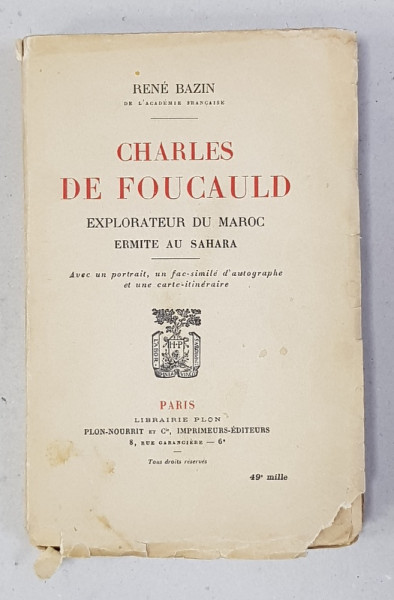 RENÉ BAZIN
DE L'ACADÉMIE FRANÇAISE
CHARLES
DE FOUCAULD
EXPLORATEUR DU MAROC
ERMITE AU SAHARA
Avec un portrait, un fac-similé d'autographe
et une carte-itinéraire
PARIS
LIBRAIRIE PLON
PLON-NOURRIT ET Cie, IMPRIMEURS-ÉDITEURS
8, RUE GARANCIÈRE — 6e
Tous droits réservés
49e mille